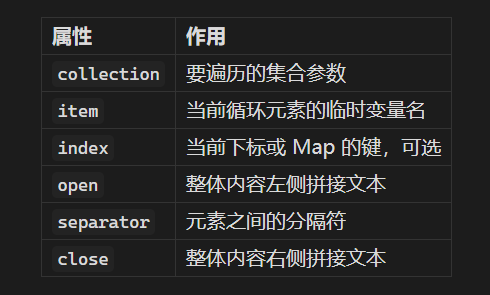 属性 作用
collection 要遍历的集合参数
item 当前循环元素的临时变量名
index 当前下标或 Map 的键，可选
open 整体内容左侧拼接文本
separator 元素之间的分隔符
close 整体内容右侧拼接文本